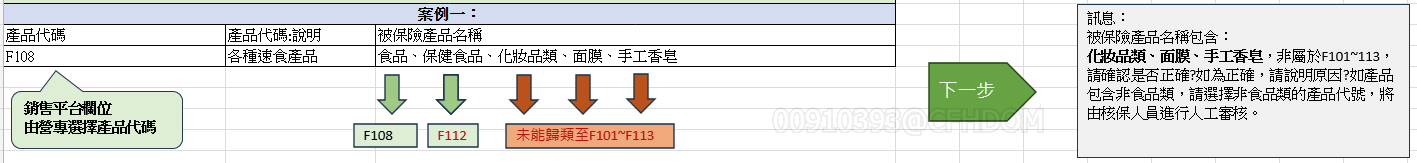 案例一：
產品代碼 產品代碼:說明 被保險產品名稱
F108 各種速食產品 食品、保健食品、化妝品類、面膜、手工香皂
銷售平台欄位
由營專選擇產品代碼
F108 F112 未能歸類至F101~F113
下一步
00910393@CFHDOM
訊息：
被保險產品名稱包含：
化妝品類、面膜、手工香皂，非屬於F101~113，
請確認是否正確?如為正確，請說明原因?如產品
包含非食品類，請選擇非食品類的產品代號，將
由核保人員進行人工審核。